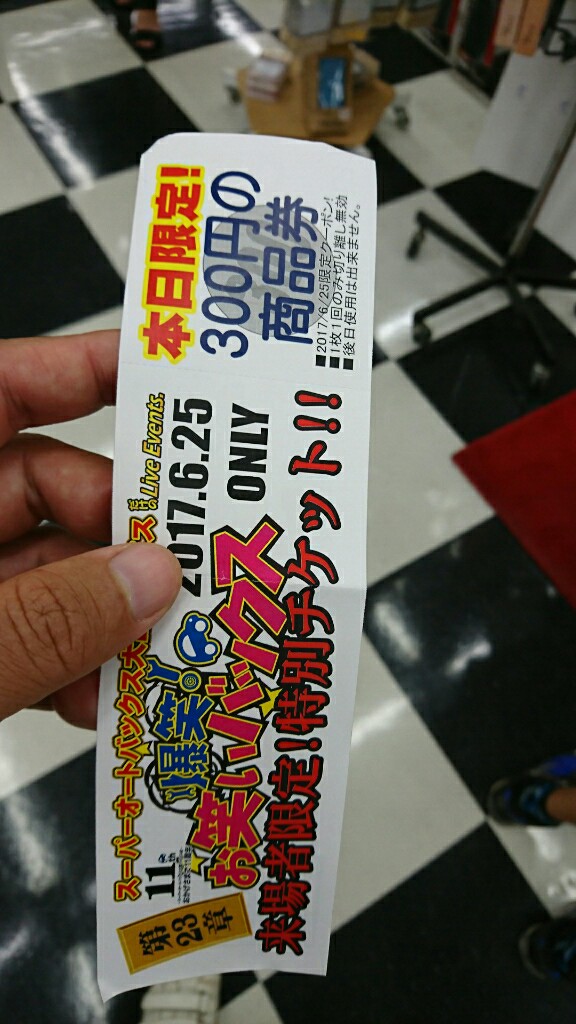 スーパーオートバックス大
ス
Live Events.
2017.6.25
ONLY
11th
爆笑!
お笑いバックス
第23章
来場者限定!特別チケット!!
本日限定!
300円の
商品券
■2017/6/25限定クーポン!
■1枚1回のみ切り離し無効
■後日使用は出来ません。